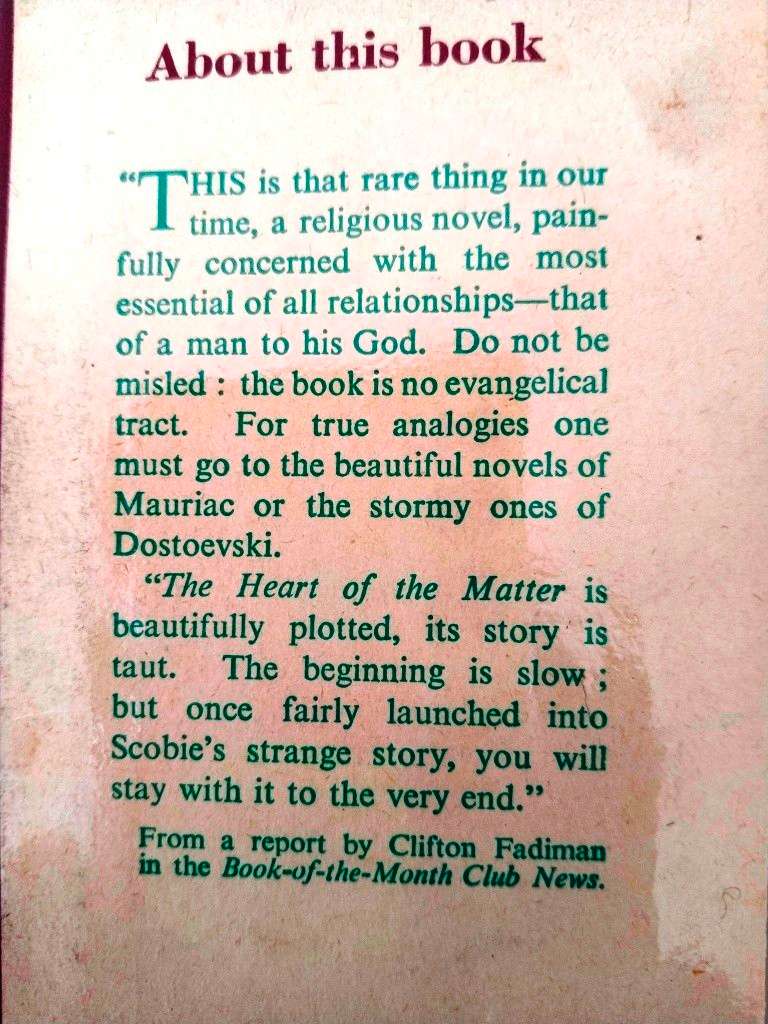 About this book
“THIS is that rare thing in our
time, a religious novel, pain-
fully concerned with the most
essential of all relationships—that
of a man to his God. Do not be
misled : the book is no evangelical
tract. For true analogies one
must go to the beautiful novels of
Mauriac or the stormy ones of
Dostoevski.
“The Heart of the Matter is
beautifully plotted, its story is
taut. The beginning is slow ;
but once fairly launched into
Scobie’s strange story, you will
stay with it to the very end.”
From a report by Clifton Fadiman
in the Book-of-the-Month Club News.